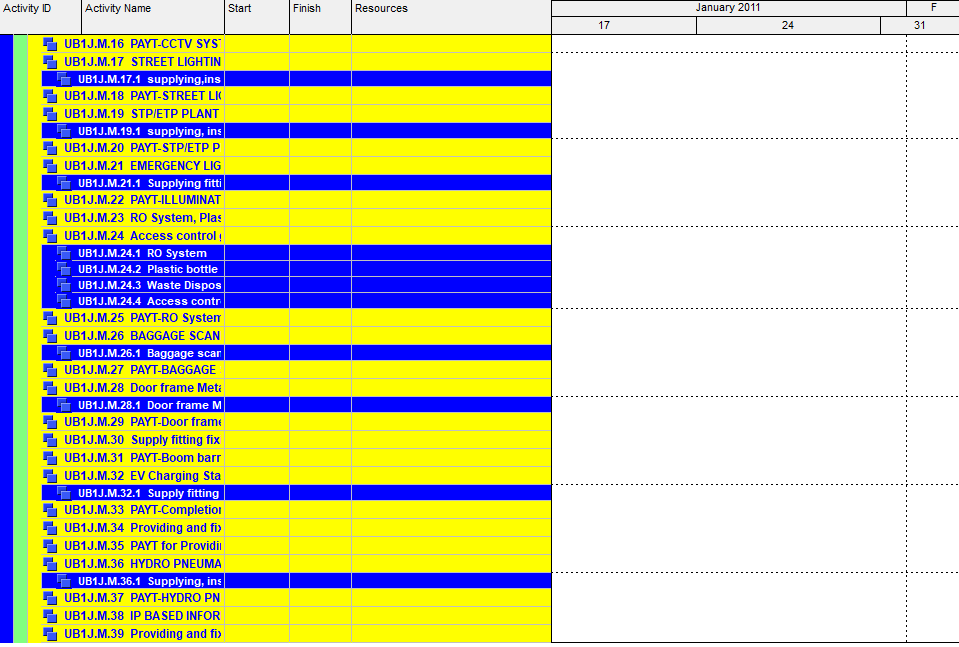 Activity ID Activity Name Start Finish Resources January 2011 F
17 24 31
UB1J.M.16 PAYT-CCTV SYST
UB1J.M.17 STREET LIGHTIN
UB1J.M.17.1 supplying,ins
UB1J.M.18 PAYT-STREET LIG
UB1J.M.19 STP/ETP PLANT
UB1J.M.19.1 supplying, ins
UB1J.M.20 PAYT-STP/ETP P
UB1J.M.21 EMERGENCY LIG
UB1J.M.21.1 Supplying fitti
UB1J.M.22 PAYT-ILLUMINAT
UB1J.M.23 RO System, Plas
UB1J.M.24 Access control g
UB1J.M.24.1 RO System
UB1J.M.24.2 Plastic bottle
UB1J.M.24.3 Waste Dispos
UB1J.M.24.4 Access contr
UB1J.M.25 PAYT-RO System
UB1J.M.26 BAGGAGE SCAN
UB1J.M.26.1 Baggage scan
UB1J.M.27 PAYT-BAGGAGE
UB1J.M.28 Door frame Meta
UB1J.M.28.1 Door frame M
UB1J.M.29 PAYT-Door frame
UB1J.M.30 Supply fitting fix
UB1J.M.31 PAYT-Boom barr
UB1J.M.32 EV Charging Sta
UB1J.M.32.1 Supply fitting
UB1J.M.33 PAYT-Completion
UB1J.M.34 Providing and fix
UB1J.M.35 PAYT for Providi
UB1J.M.36 HYDRO PNEUMA
UB1J.M.36.1 Supplying, ins
UB1J.M.37 PAYT-HYDRO PN
UB1J.M.38 IP BASED INFOR
UB1J.M.39 Providing and fix